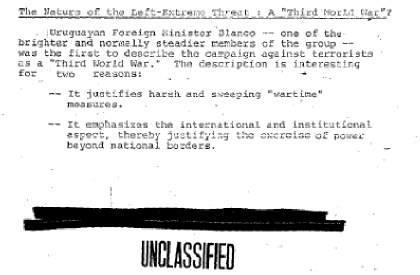 The Nature of the Left-Extreme Threat : A "Third World War"?
Uruguayan Foreign Minister Blanco -- one of the
brighter and normally steadier members of the group --
was the first to describe the campaign against terrorists
as a "Third World War." The description is interesting
for two reasons:
-- It justifies harsh and sweeping "wartime"
measures.
-- It emphasizes the international and institutional
aspect, thereby justifying the exercise of power
beyond national borders.
UNCLASSIFIED